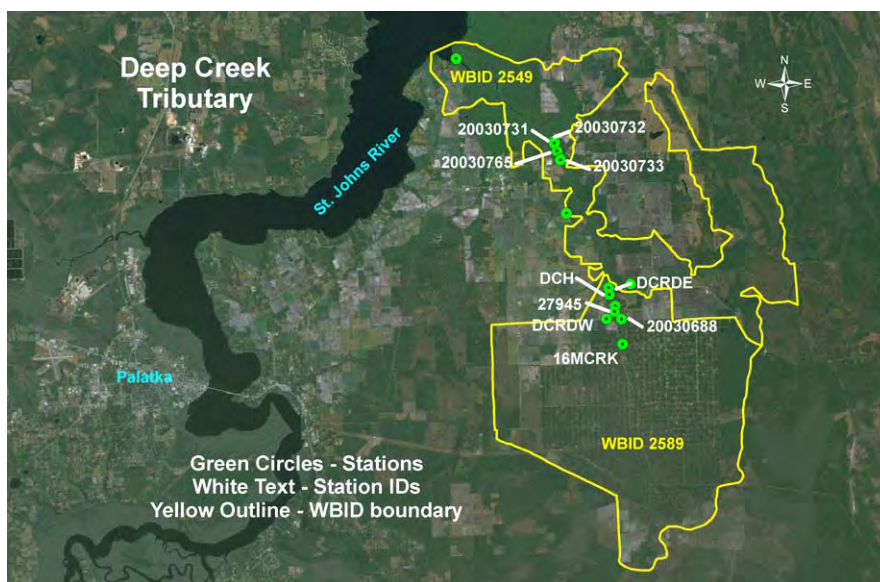 Deep Creek
Tributary
WBID 2549
N
W E
S
20030731
20030732
20030765
20030733
St. Johns River
DCH
DCRDE
27945
DCRDW
20030688
16MCRK
Palatka
WBID 2589
Green Circles - Stations
White Text - Station IDs
Yellow Outline - WBID boundary